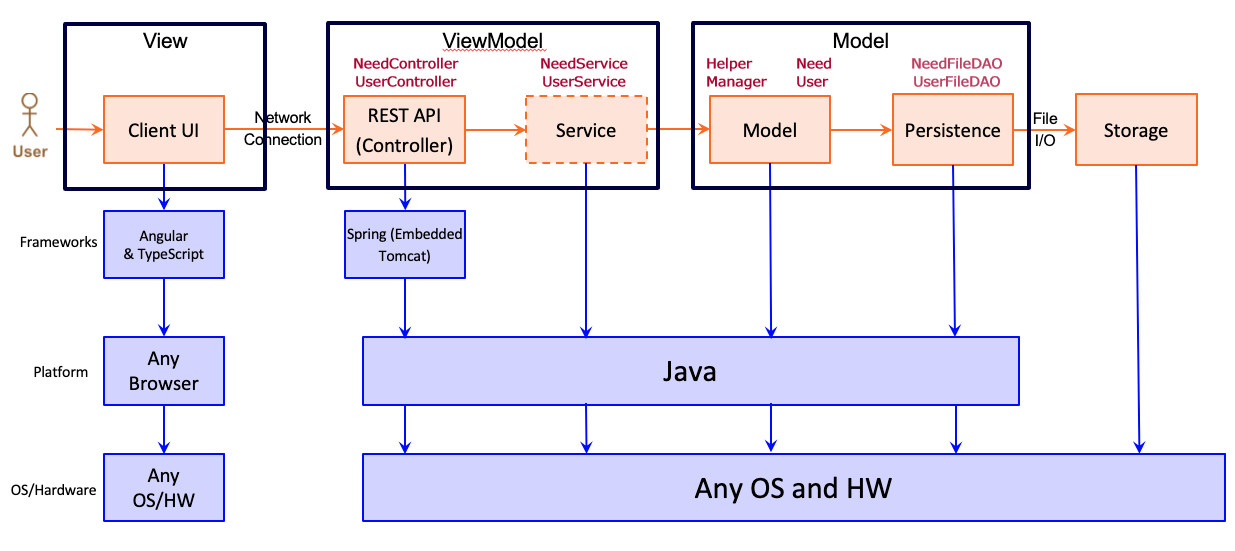 View
ViewModel
Model
NeedController
UserController
NeedService
UserService
Helper
Manager
Need
User
NeedFileDAO
UserFileDAO
User
Client UI
Network
Connection
REST API
(Controller)
Service
Model
Persistence
File
I/O
Storage
Frameworks
Angular
& TypeScript
Spring (Embedded
Tomcat)
Platform
Any
Browser
Java
OS/Hardware
Any
OS/HW
Any OS and HW